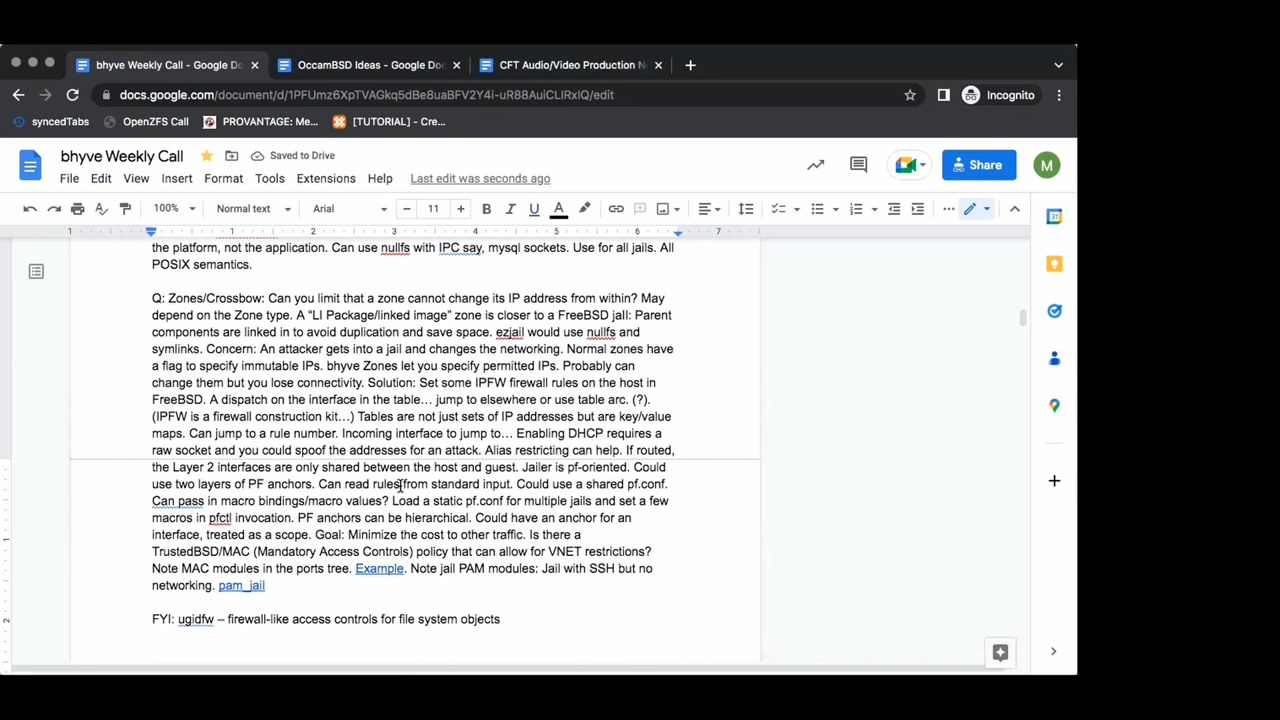 bhyve Weekly Call - Google Do
OccamBSD Ideas - Google Doc
CFT Audio/Video Production N
docs.google.com/document/d/1PFUmz6XpTVAGkq5dBe8uaBFV2Y4i-uR88AuiCLlRxIQ/edit
Incognito
syncedTabs
OpenZFS Call
PROVANTAGE: Me...
[TUTORIAL] - Cre...
bhyve Weekly Call
Saved to Drive
File Edit View Insert Format Tools Extensions Help Last edit was seconds ago
Share
M
100% Normal text Arial 11 B I U A
1 1 2 3 4 5 6 7
the platform, not the application. Can use nullfs with IPC say, mysql sockets. Use for all jails. All
POSIX semantics.
Q: Zones/Crossbow: Can you limit that a zone cannot change its IP address from within? May
depend on the Zone type. A “LI Package/linked image” zone is closer to a FreeBSD jall: Parent
components are linked in to avoid duplication and save space. ezjail would use nullfs and
symlinks. Concern: An attacker gets into a jail and changes the networking. Normal zones have
a flag to specify immutable IPs. bhyve Zones let you specify permitted IPs. Probably can
change them but you lose connectivity. Solution: Set some IPFW firewall rules on the host in
FreeBSD. A dispatch on the interface in the table… jump to elsewhere or use table arc. (?).
(IPFW is a firewall construction kit…) Tables are not just sets of IP addresses but are key/value
maps. Can jump to a rule number. Incoming interface to jump to… Enabling DHCP requires a
raw socket and you could spoof the addresses for an attack. Alias restricting can help. If routed,
the Layer 2 interfaces are only shared between the host and guest. Jailer is pf-oriented. Could
use two layers of PF anchors. Can read rules from standard input. Could use a shared pf.conf.
Can pass in macro bindings/macro values? Load a static pf.conf for multiple jails and set a few
macros in pfctl invocation. PF anchors can be hierarchical. Could have an anchor for an
interface, treated as a scope. Goal: Minimize the cost to other traffic. Is there a
TrustedBSD/MAC (Mandatory Access Controls) policy that can allow for VNET restrictions?
Note MAC modules in the ports tree. Example. Note jail PAM modules: Jail with SSH but no
networking. pam_jail
FYI: ugidfw – firewall-like access controls for file system objects
1
2